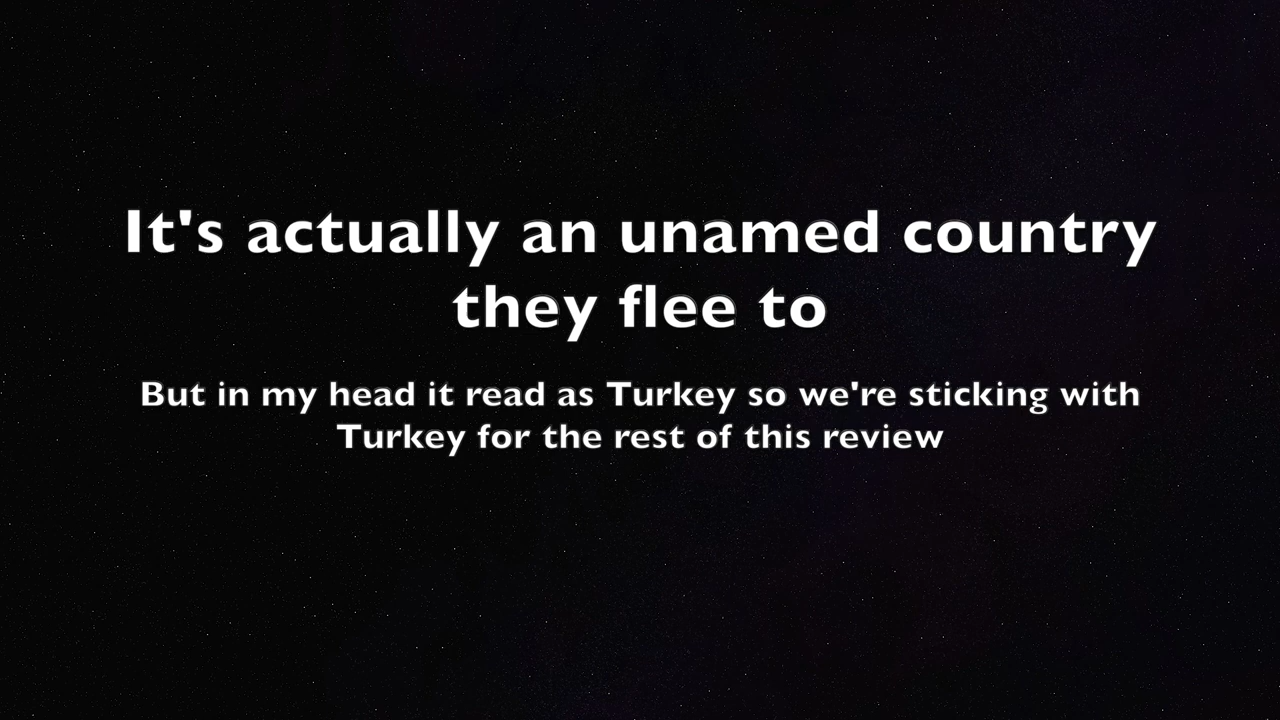 It's actually an unamed country
they flee to
But in my head it read as Turkey so we're sticking with
Turkey for the rest of this review